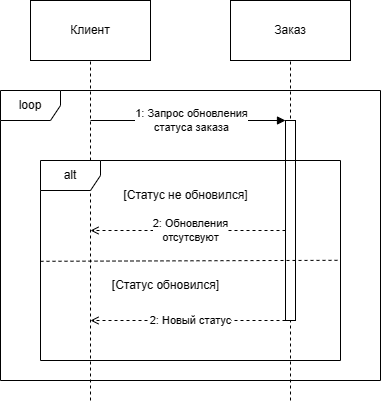 Клиент
Заказ
loop
1: Запрос обновления
статуса заказа
alt
[Статус не обновился]
2: Обновления
отсутсвуют
[Статус обновился]
2: Новый статус